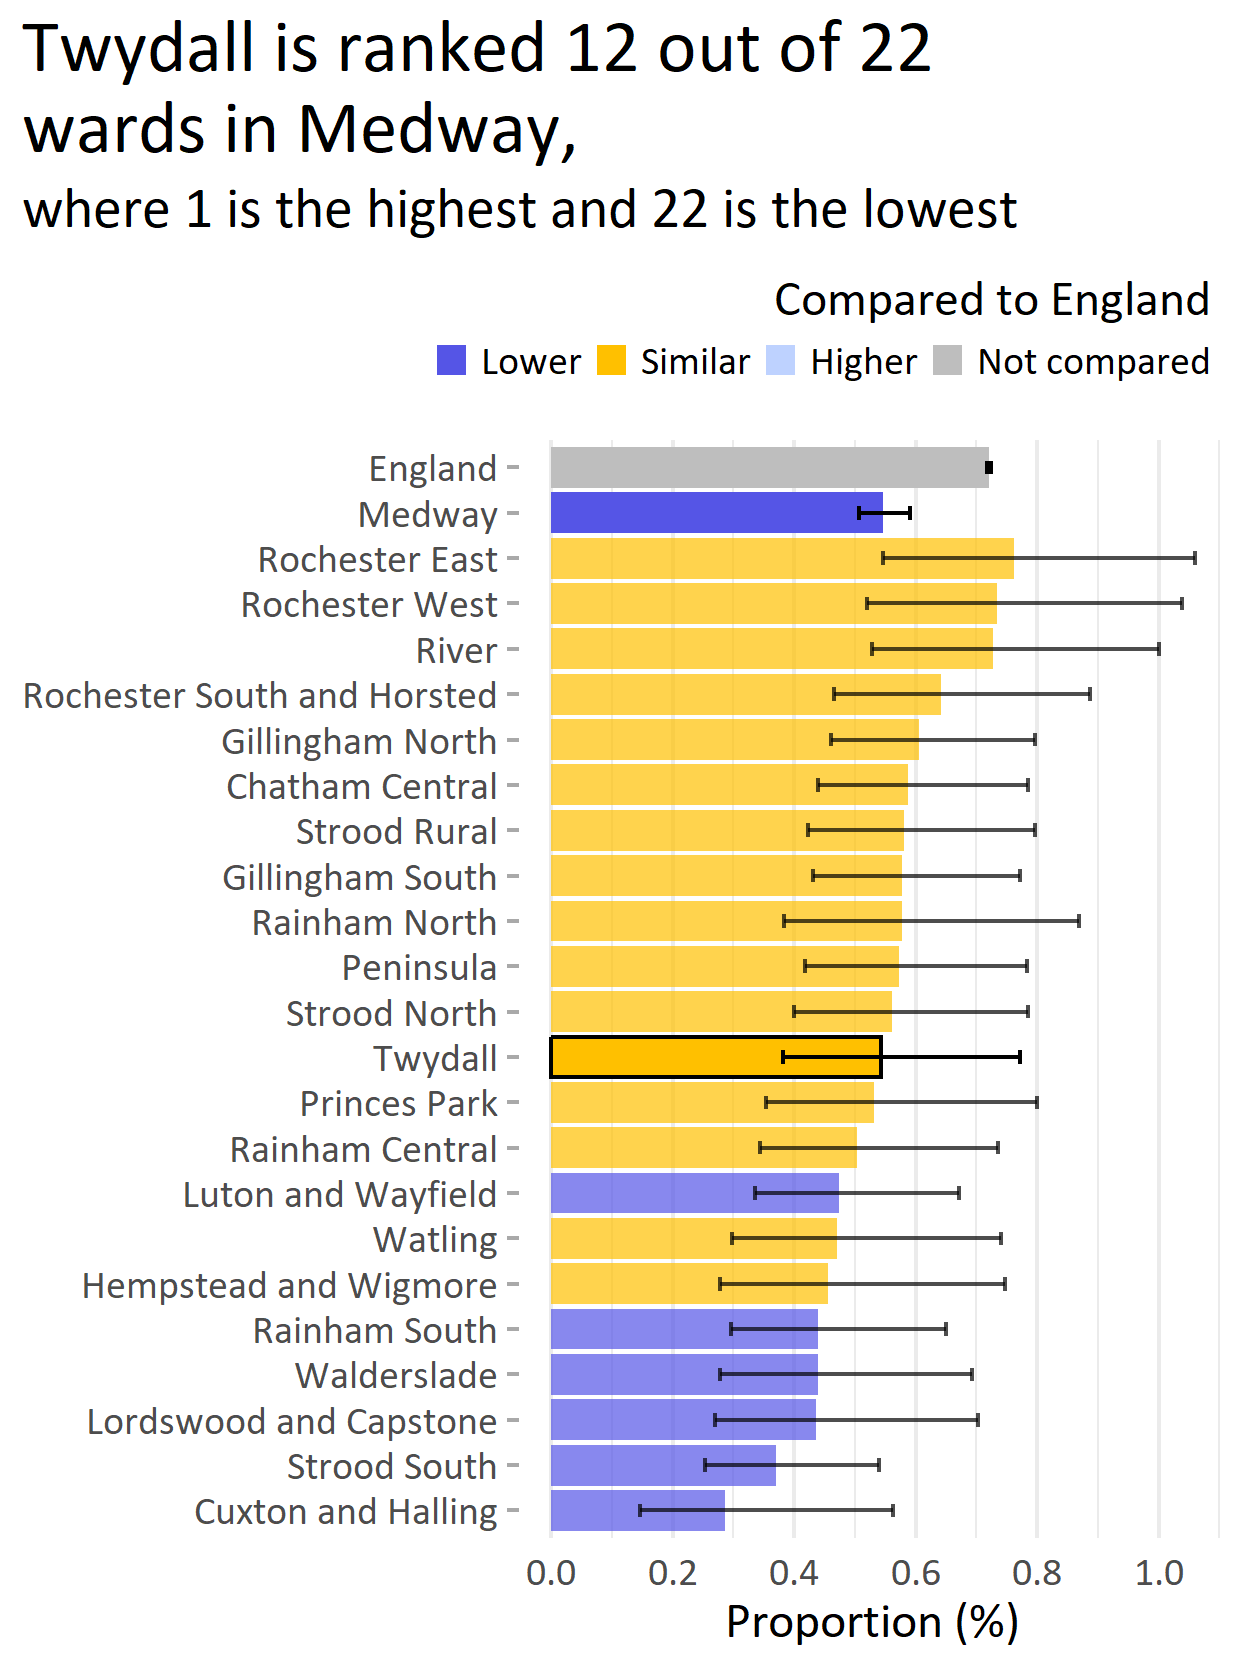 Twydall is ranked 12 out of 22
wards in Medway,
where 1 is the highest and 22 is the lowest
Compared to England
Lower Similar Higher Not compared
England
Medway
Rochester East
Rochester West
River
Rochester South and Horsted
Gillingham North
Chatham Central
Strood Rural
Gillingham South
Rainham North
Peninsula
Strood North
Twydall
Princes Park
Rainham Central
Luton and Wayfield
Watling
Hempstead and Wigmore
Rainham South
Walderslade
Lordswood and Capstone
Strood South
Cuxton and Halling
0.0 0.2 0.4 0.6 0.8 1.0
Proportion (%)